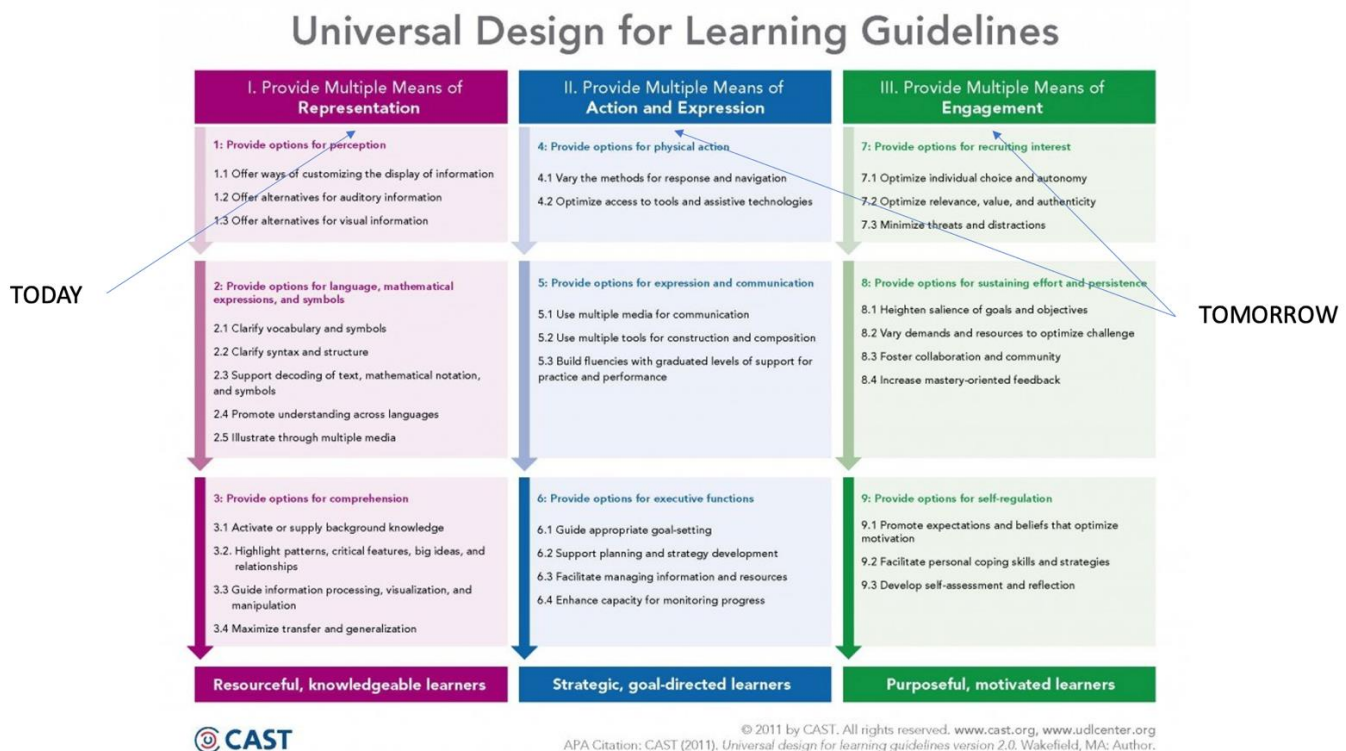 Universal Design for Learning Guidelines
I. Provide Multiple Means of
Representation
1: Provide options for perception
1.1 Offer ways of customizing the display of information
1.2 Offer alternatives for auditory information
1.3 Offer alternatives for visual information
2: Provide options for language, mathematical
expressions, and symbols
2.1 Clarify vocabulary and symbols
2.2 Clarify syntax and structure
2.3 Support decoding of text, mathematical notation,
and symbols
2.4 Promote understanding across languages
2.5 Illustrate through multiple media
3: Provide options for comprehension
3.1 Activate or supply background knowledge
3.2. Highlight patterns, critical features, big ideas, and
relationships
3.3 Guide information processing, visualization, and
manipulation
3.4 Maximize transfer and generalization
Resourceful, knowledgeable learners
II. Provide Multiple Means of
Action and Expression
4: Provide options for physical action
4.1 Vary the methods for response and navigation
4.2 Optimize access to tools and assistive technologies
5: Provide options for expression and communication
5.1 Use multiple media for communication
5.2 Use multiple tools for construction and composition
5.3 Build fluencies with graduated levels of support for
practice and performance
6: Provide options for executive functions
6.1 Guide appropriate goal-setting
6.2 Support planning and strategy development
6.3 Facilitate managing information and resources
6.4 Enhance capacity for monitoring progress
Strategic, goal-directed learners
III. Provide Multiple Means of
Engagement
7: Provide options for recruiting interest
7.1 Optimize individual choice and autonomy
7.2 Optimize relevance, value, and authenticity
7.3 Minimize threats and distractions
8: Provide options for sustaining effort and persistence
8.1 Heighten salience of goals and objectives
8.2 Vary demands and resources to optimize challenge
8.3 Foster collaboration and community
8.4 Increase mastery-oriented feedback
9: Provide options for self-regulation
9.1 Promote expectations and beliefs that optimize
motivation
9.2 Facilitate personal coping skills and strategies
9.3 Develop self-assessment and reflection
Purposeful, motivated learners
TODAY
TOMORROW
CAST
© 2011 by CAST. All rights reserved. www.cast.org, www.udlcenter.org
APA Citation: CAST (2011). Universal design for learning guidelines version 2.0. Wakefield, MA: Author.